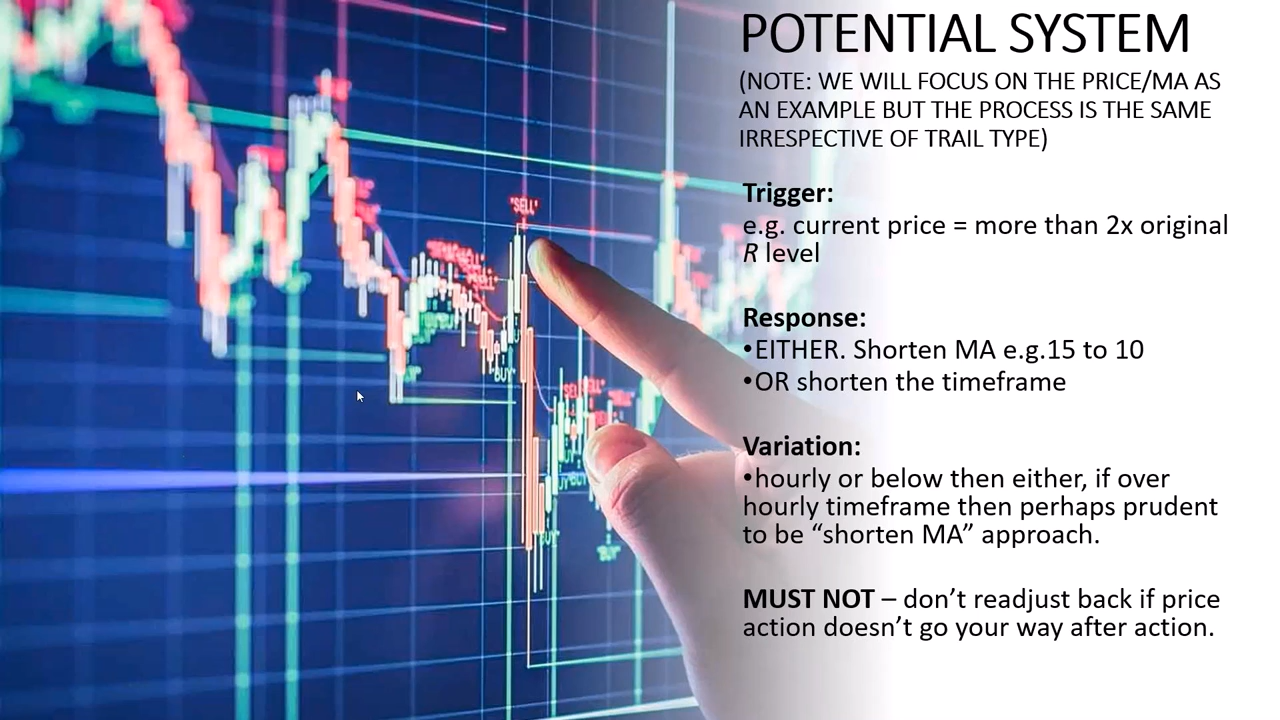 POTENTIAL SYSTEM
(NOTE: WE WILL FOCUS ON THE PRICE/MA AS
AN EXAMPLE BUT THE PROCESS IS THE SAME
IRRESPECTIVE OF TRAIL TYPE)
Trigger:
e.g. current price = more than 2x original
R level
Response:
•EITHER. Shorten MA e.g.15 to 10
•OR shorten the timeframe
Variation:
•hourly or below then either, if over
hourly timeframe then perhaps prudent
to be “shorten MA” approach.
MUST NOT – don’t readjust back if price
action doesn’t go your way after action.
"SELL"
"BUY"
"BUY"